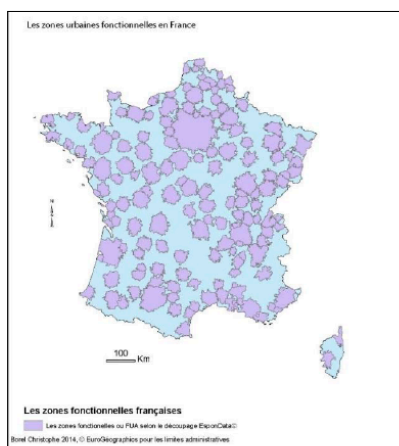 Les zones urbaines fonctionnelles en France
N
100
Km
Les zones fonctionnelles françaises
Les zones fonctionelles ou FUA selon le découpage EsponData©
Borel Christophe 2014, © EuroGéographics pour les limites administratives